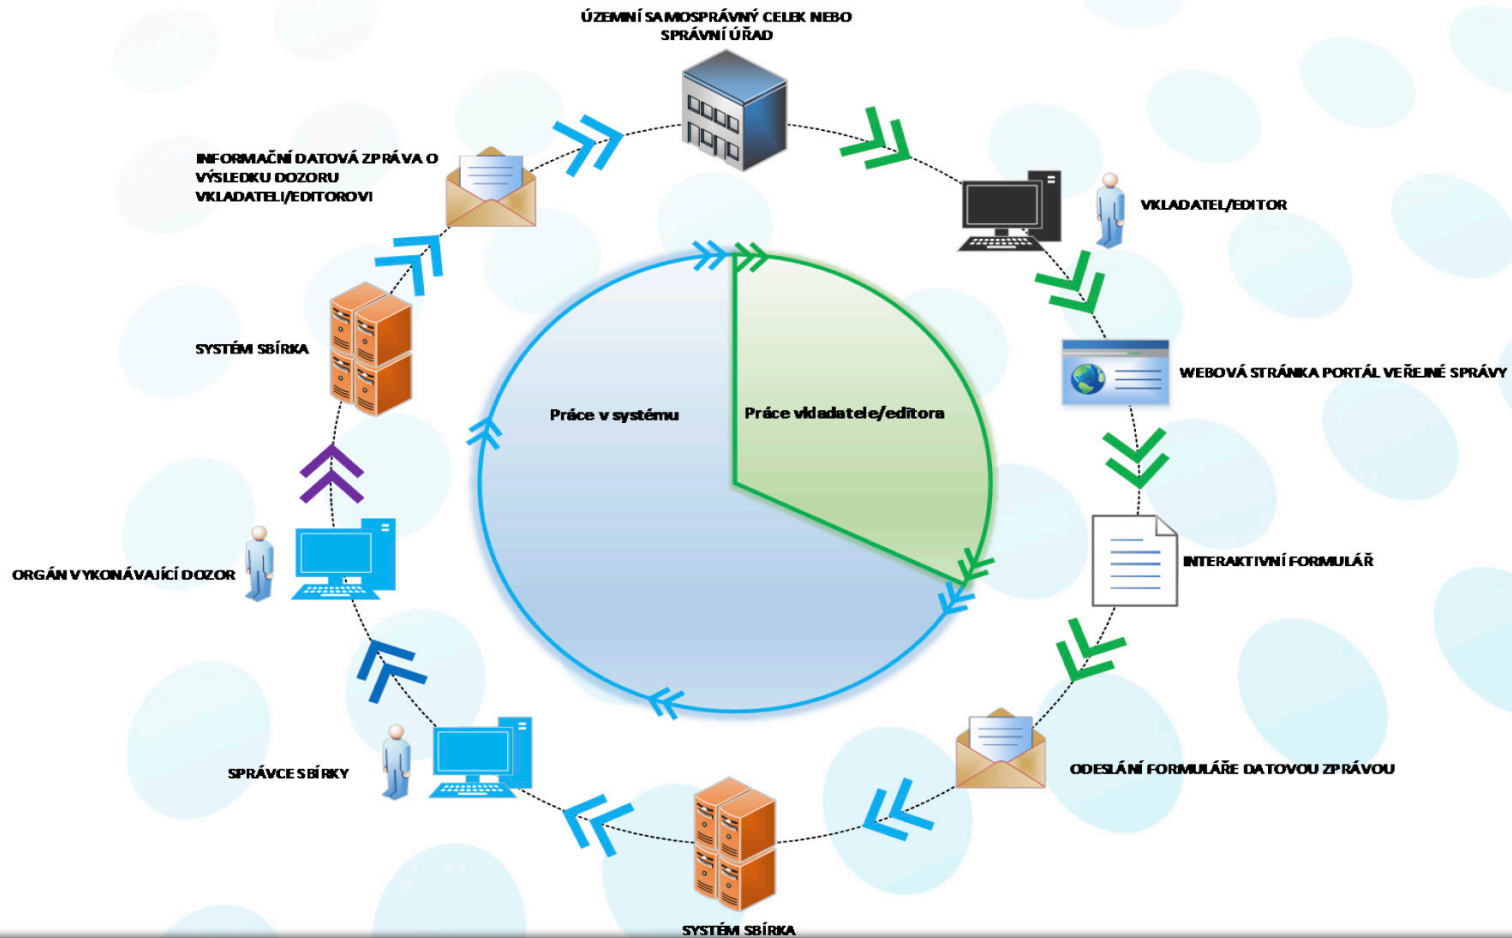 ÚZEMNÍ SAMOSPRÁVNÝ CELEK NEBO
SPRÁVNÍ ÚŘAD
INFORMAČNÍ DATOVÁ ZPRÁVA O
VÝSLEDKU DOZORU
VKLADATELI/EDITOROVI
VKLADATEL/EDITOR
SYSTÉM SBÍRKA
WEBOVÁ STRÁNKA PORTÁL VEŘEJNÉ SPRÁVY
Práce v systému
Práce vkladatele/editora
ORGÁN VYKONÁVAJÍCÍ DOZOR
INTERAKTIVNÍ FORMULÁŘ
SPRÁVCE SBÍRKY
ODESLÁNÍ FORMULÁŘE DATOVOU ZPRÁVOU
SYSTÉM SBÍRKA